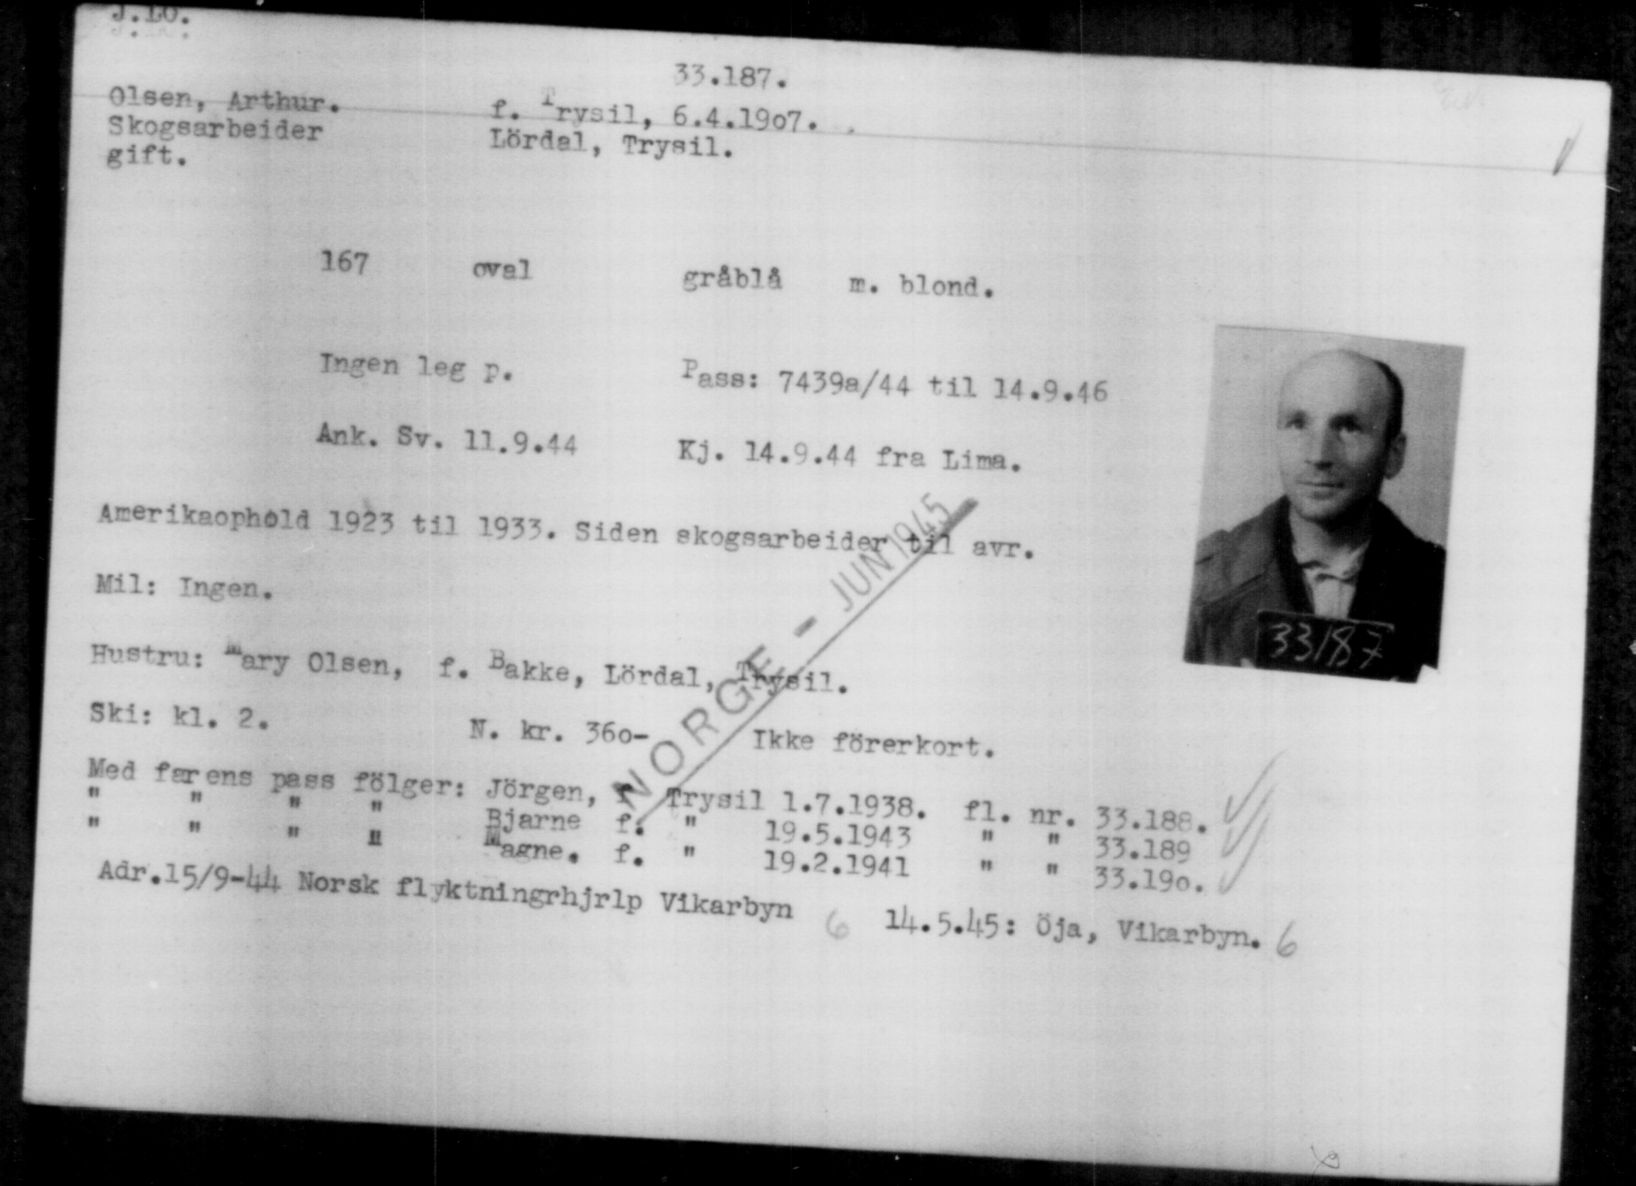 J.LO.
33.187.
Olsen, Arthur. f. Trysil, 6.4.19o7.
Skogsarbeider Lördal, Trysil.
gift.
167 oval gråblå m. blond.
Ingen leg p. Pass: 7439a/44 til 14.9.46
Ank. Sv. 11.9.44 Kj. 14.9.44 fra Lima.
Amerikaophold 1923 til 1933. Siden skogsarbeider til avr.
Mil: Ingen.
Hustru: Mary Olsen, f. Bakke, Lördal, Trysil.
Ski: kl. 2. N. kr. 36o- Ikke förerkort.
NORGE - JUN 1945
Med farens pass fölger: Jörgen, f. Trysil 1.7.1938. fl. nr. 33.188.
" " " " Bjarne f. " 19.5.1943 " " 33.189
" " " " Magne. f. " 19.2.1941 " " 33.19o.
Adr.15/9-44 Norsk flyktningrhjrlp Vikarbyn 6 14.5.45: Öja, Vikarbyn. 6
33187